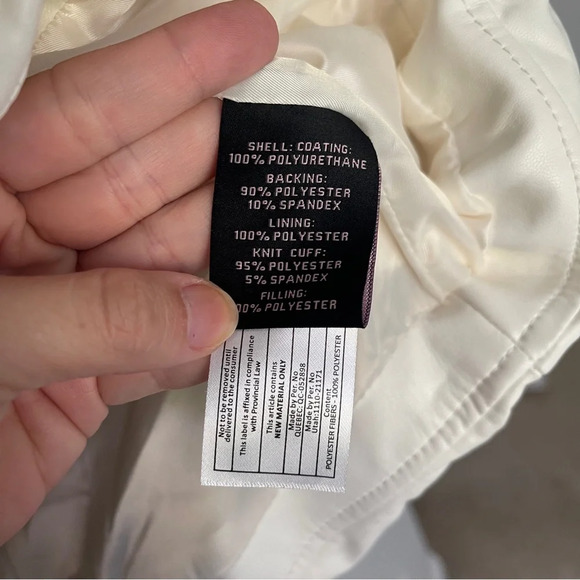 SHELL: COATING:
100% POLYURETHANE
BACKING:
90% POLYESTER
10% SPANDEX
LINING:
100% POLYESTER
KNIT CUFF:
95% POLYESTER
5% SPANDEX
FILLING:
00% POLYESTER
Not to be removed until
delivered to the consumer
This label is affixed in compliance
with Provincial Law
This article contains
NEW MATERIAL ONLY
Made by Per. No
QUEBEC: QC-052898
Made by Per. No
Utah:1110-21171
Content
POLYESTER FIBERS - 100% POLYESTER